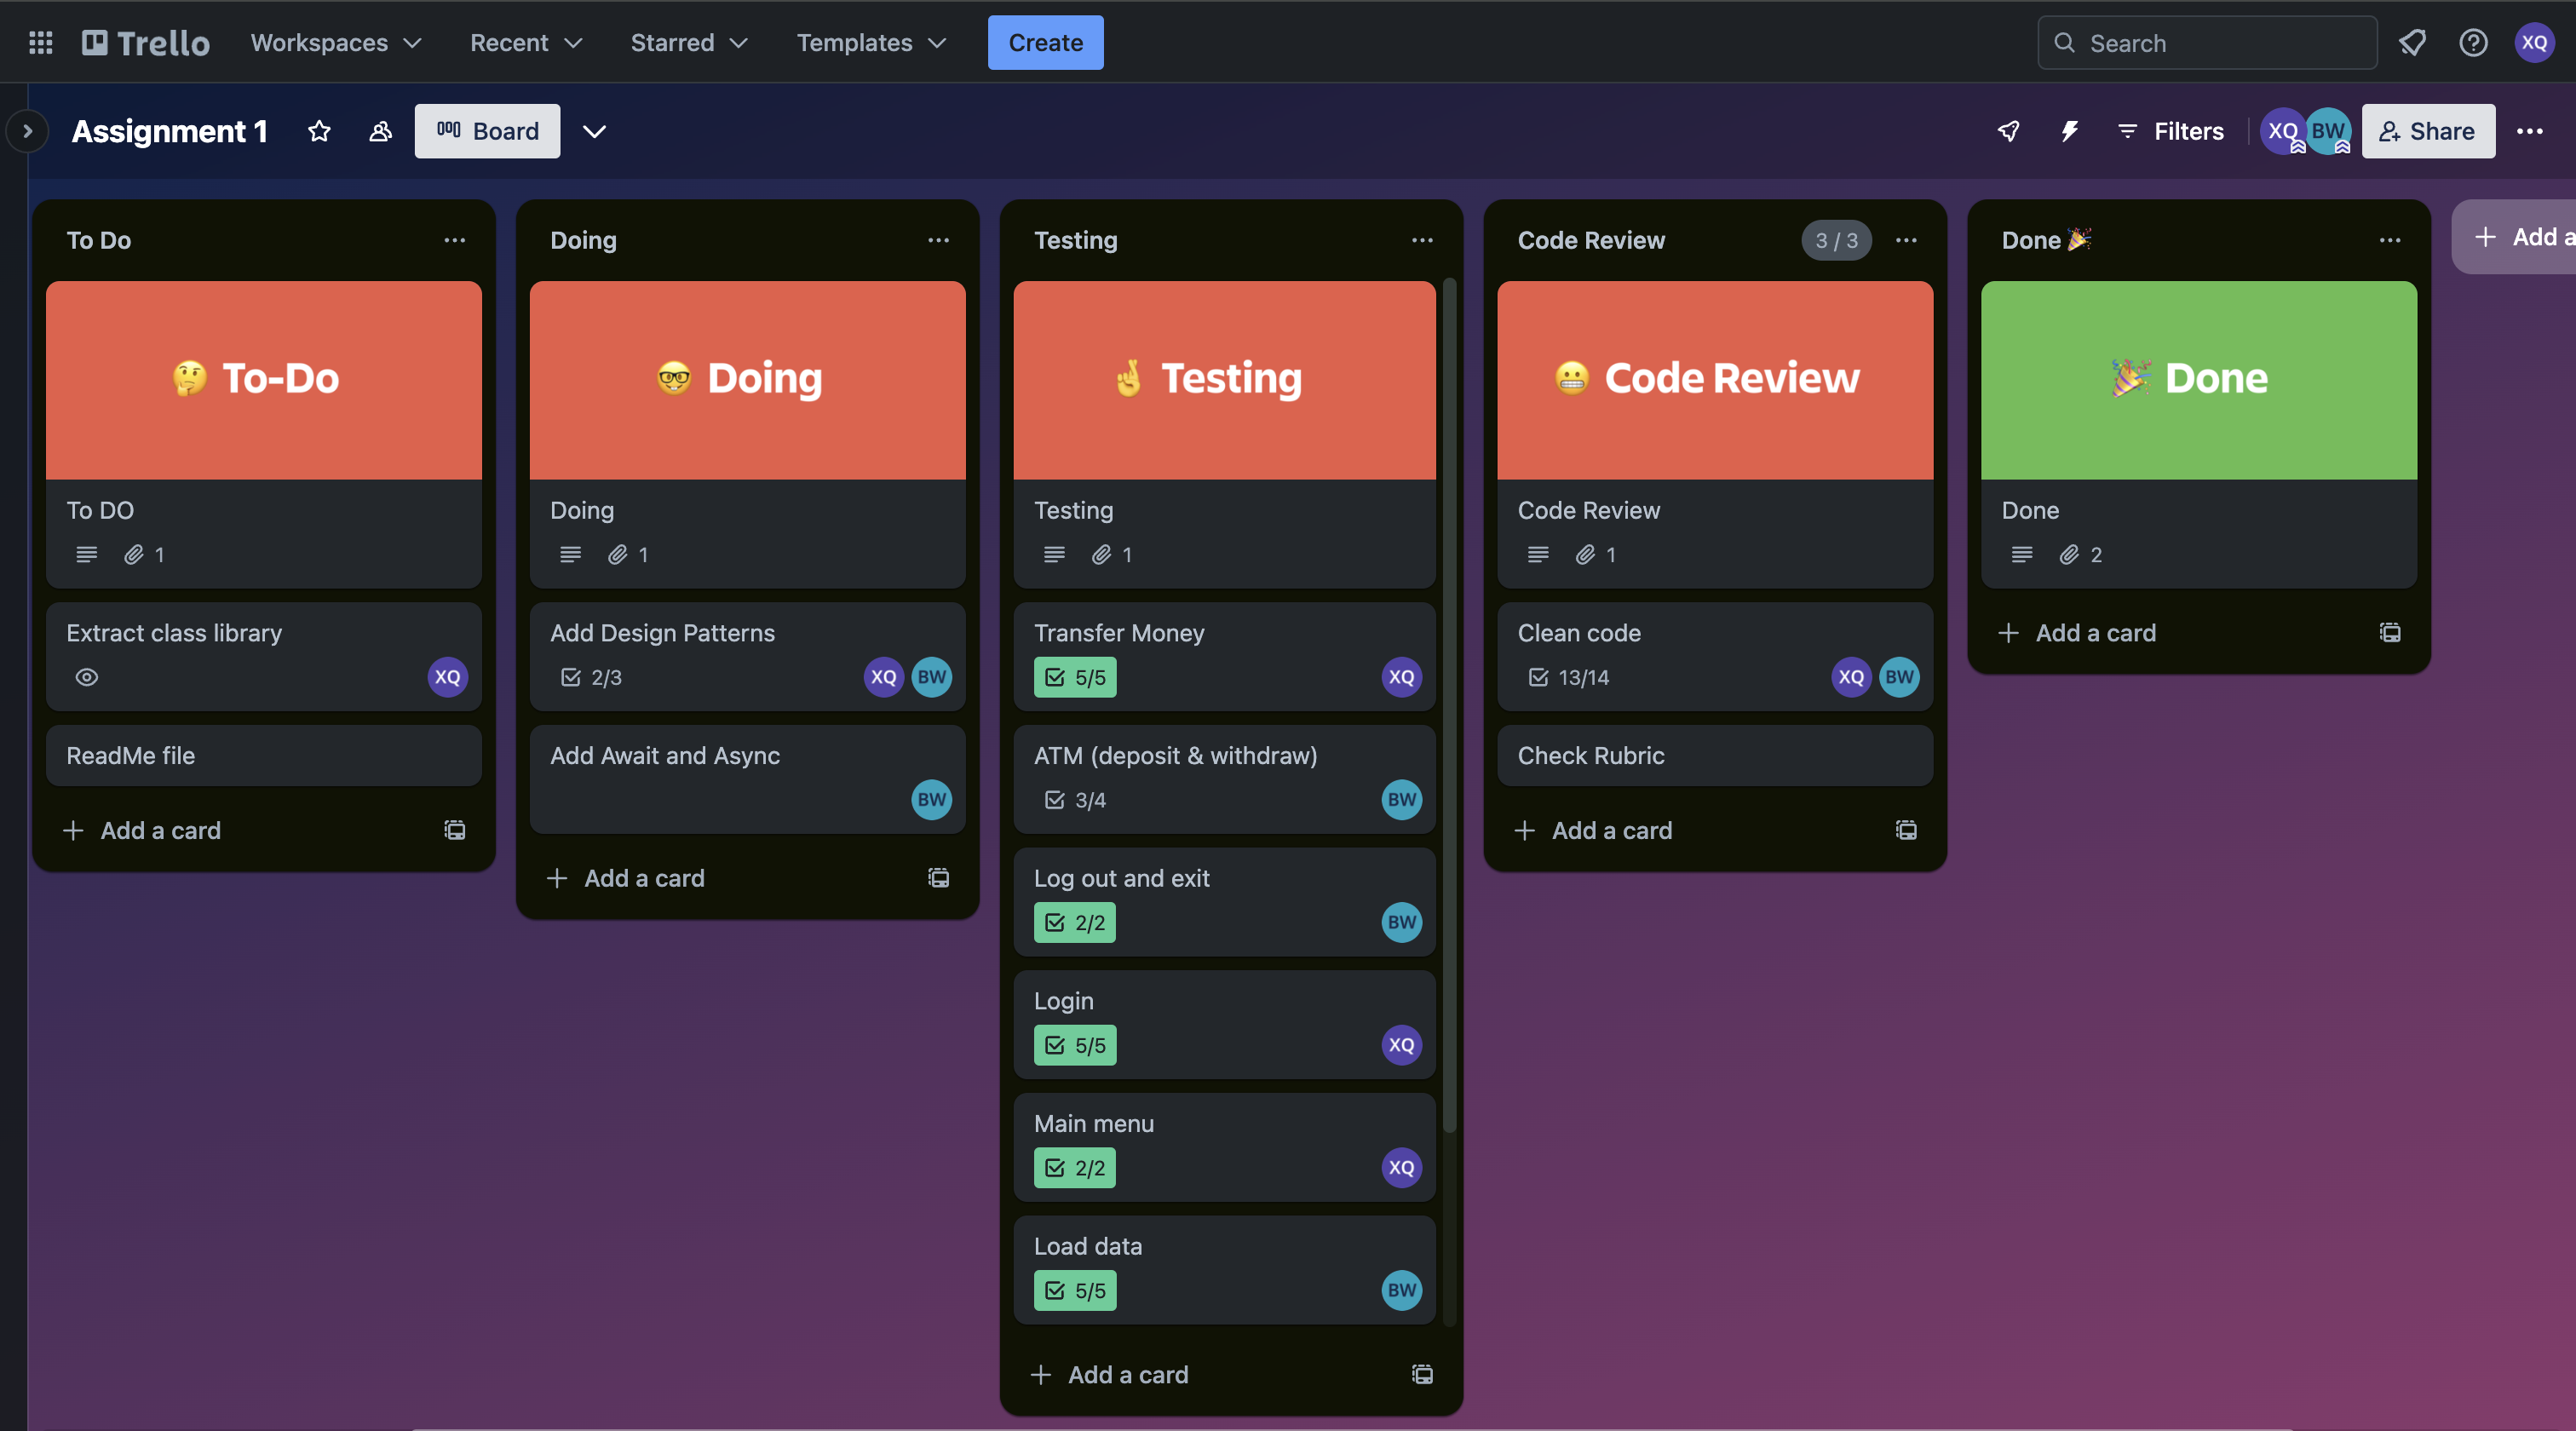 Trello Workspaces Recent Starred Templates Create Search XQ
Assignment 1 Board Filters XQ BW Share
To Do
To-Do
To DO
1
Extract class library
XQ
ReadMe file
+ Add a card
Doing
Doing
Doing
1
Add Design Patterns
2/3 XQ BW
Add Await and Async
BW
+ Add a card
Testing
Testing
Testing
1
Transfer Money
5/5 XQ
ATM (deposit & withdraw)
3/4 BW
Log out and exit
2/2 BW
Login
5/5 XQ
Main menu
2/2 XQ
Load data
5/5 BW
+ Add a card
Code Review 3 / 3
Code Review
Code Review
1
Clean code
13/14 XQ BW
Check Rubric
+ Add a card
Done 🎉
Done
Done
2
+ Add a card
+ Add a